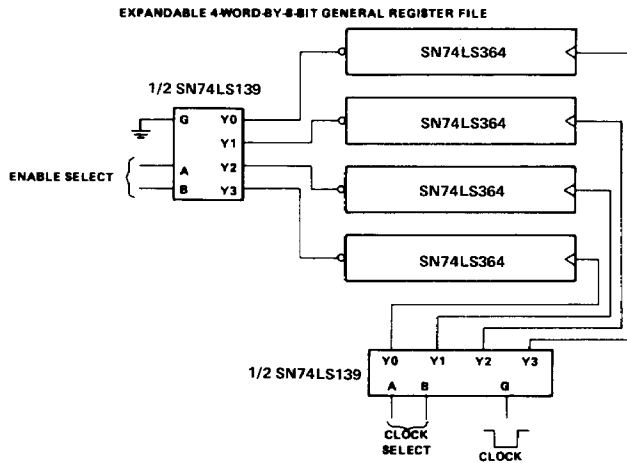 EXPANDABLE 4-WORD-BY-8-BIT GENERAL REGISTER FILE
SN74LS364
1/2 SN74LS139
G Y0
Y1
SN74LS364
ENABLE SELECT
A Y2
B Y3
SN74LS364
SN74LS364
Y0 Y1 Y2 Y3
1/2 SN74LS139
A B G
CLOCK
SELECT
CLOCK